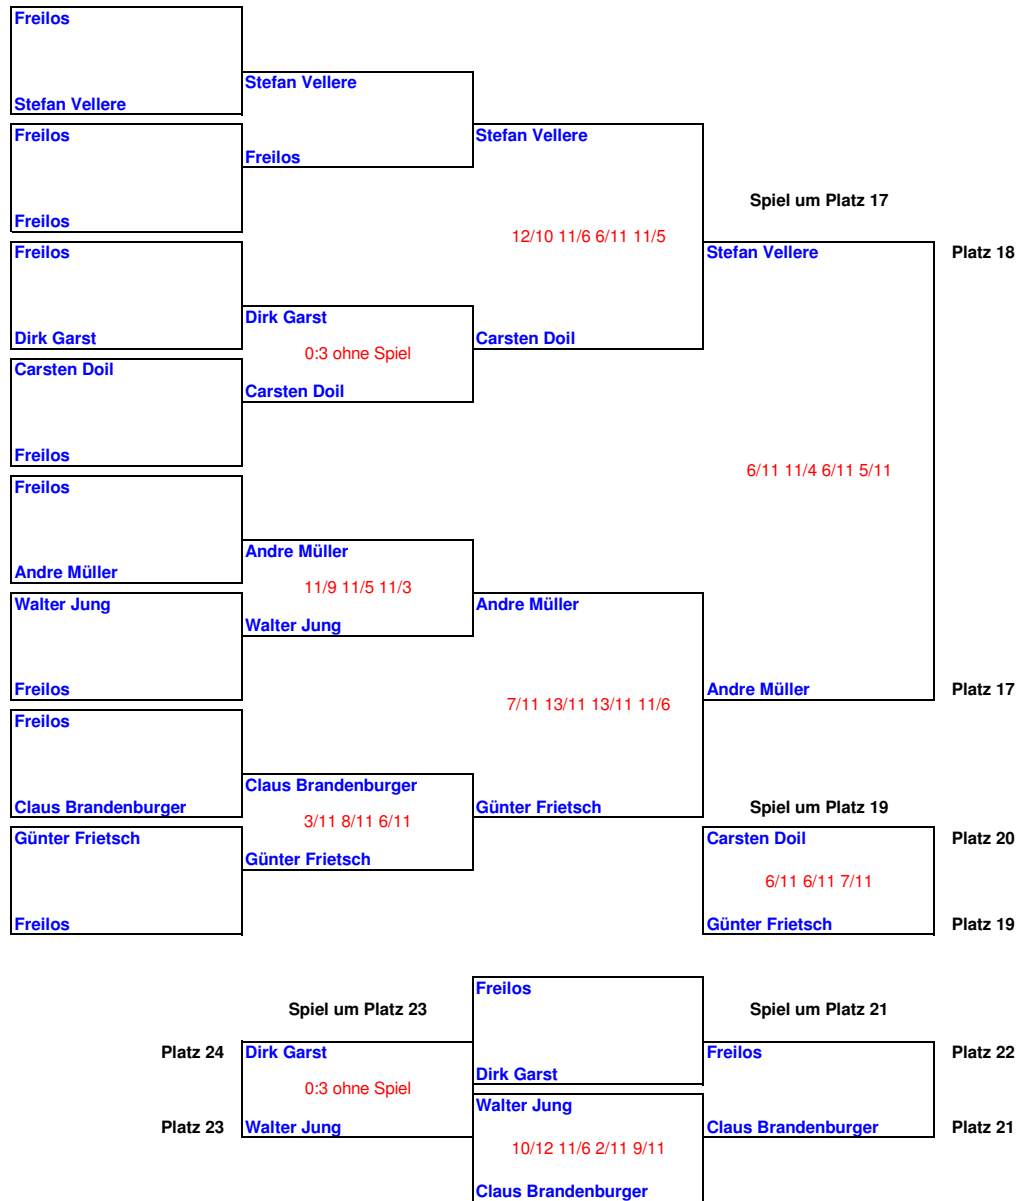 Freilos
Stefan Vellere
Stefan Vellere
Freilos
Stefan Vellere
Freilos
Spiel um Platz 17
Freilos
12/10 11/6 6/11 11/5
Freilos
Stefan Vellere
Platz 18
Dirk Garst
Dirk Garst
Carsten Doil
0:3 ohne Spiel
Carsten Doil
Carsten Doil
Freilos
6/11 11/4 6/11 5/11
Freilos
Andre Müller
Andre Müller
11/9 11/5 11/3
Walter Jung
Andre Müller
Walter Jung
Freilos
Andre Müller
Platz 17
7/11 13/11 13/11 11/6
Freilos
Claus Brandenburger
Claus Brandenburger
Günter Frietsch
Spiel um Platz 19
3/11 8/11 6/11
Günter Frietsch
Carsten Doil
Platz 20
Günter Frietsch
6/11 6/11 7/11
Freilos
Günter Frietsch
Platz 19
Freilos
Spiel um Platz 23
Spiel um Platz 21
Platz 24
Dirk Garst
Freilos
Platz 22
Dirk Garst
0:3 ohne Spiel
Walter Jung
Platz 23
Walter Jung
Claus Brandenburger
Platz 21
10/12 11/6 2/11 9/11
Claus Brandenburger